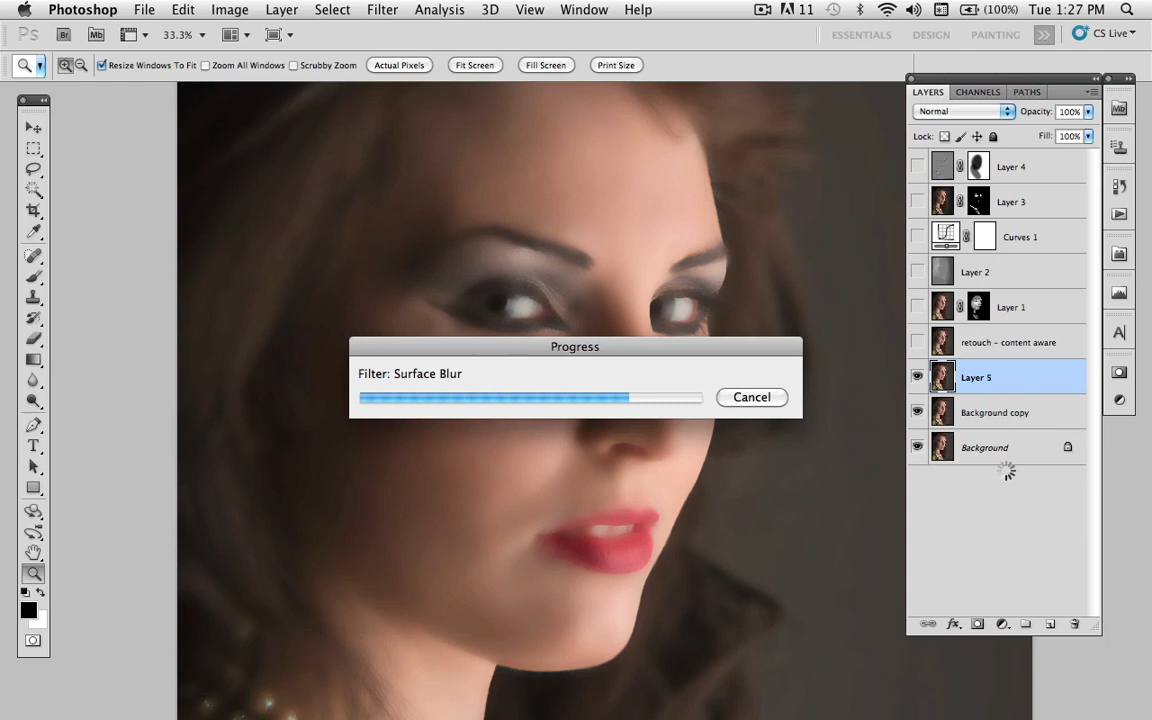 Photoshop File Edit Image Layer Select Filter Analysis 3D View Window Help 11 (100%) Tue 1:27 PM
Ps Br Mb 33.3% ESSENTIALS DESIGN PAINTING >> CS Live
Resize Windows To Fit Zoom All Windows Scrubby Zoom Actual Pixels Fit Screen Fill Screen Print Size
LAYERS CHANNELS PATHS
Normal Opacity: 100%
Lock: Fill: 100%
Layer 4
Layer 3
Curves 1
Layer 2
Layer 1
retouch - content aware
Layer 5
Background copy
Background
Mb
A
T
fx
Progress
Filter: Surface Blur
Cancel